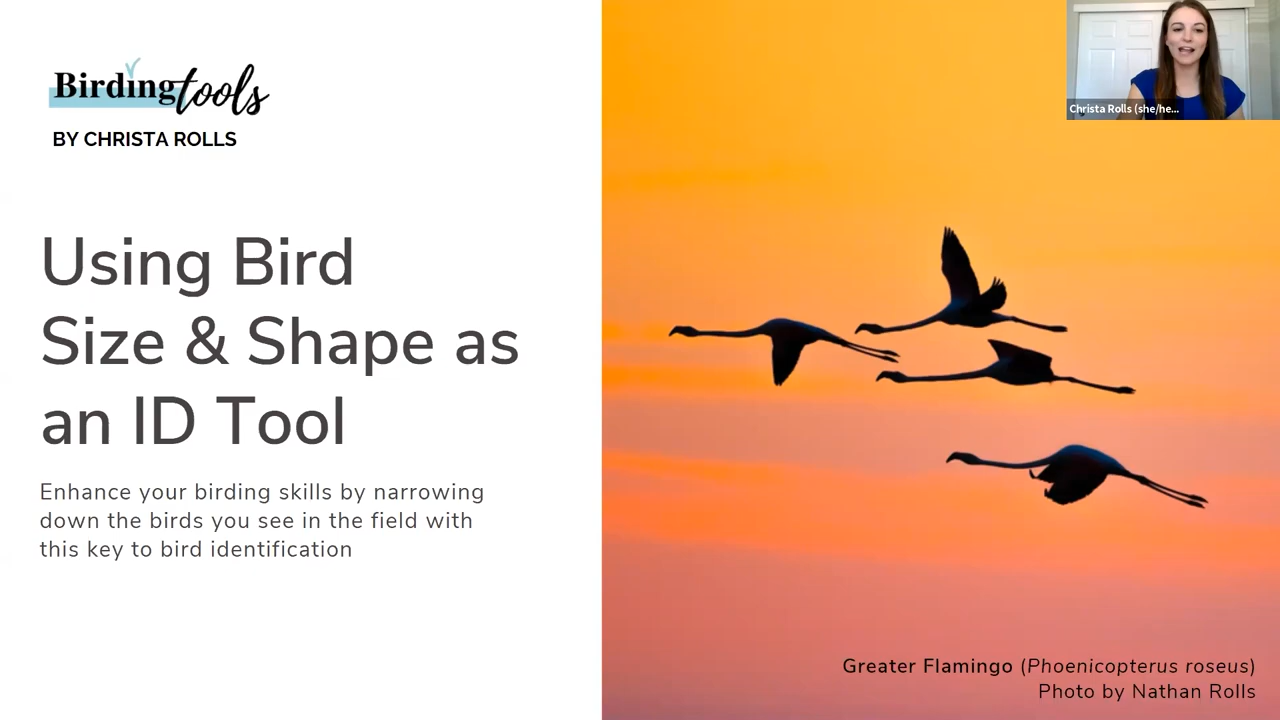 Birdingtools
BY CHRISTA ROLLS
Using Bird
Size & Shape as
an ID Tool
Enhance your birding skills by narrowing
down the birds you see in the field with
this key to bird identification
Christa Rolls (she/he...
Greater Flamingo (Phoenicopterus roseus)
Photo by Nathan Rolls